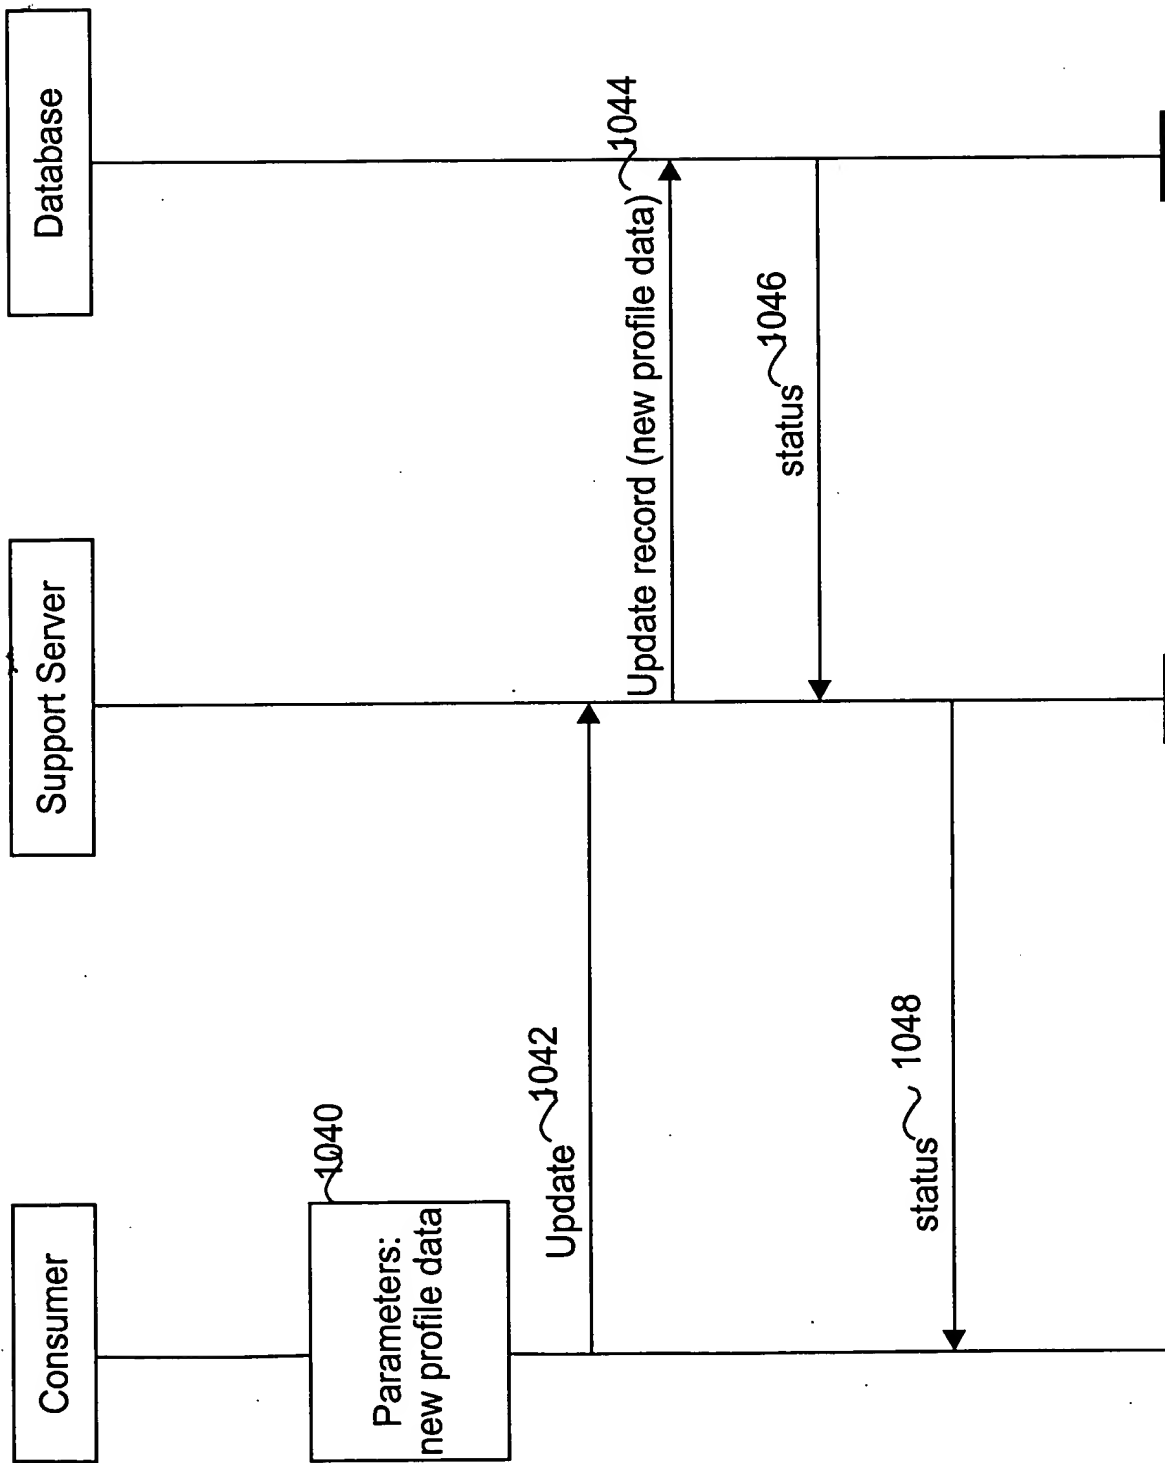 Consumer
Support Server
Database
Parameters:
new profile data
1040
Update 1042
Update record (new profile data) 1044
status 1046
status 1048